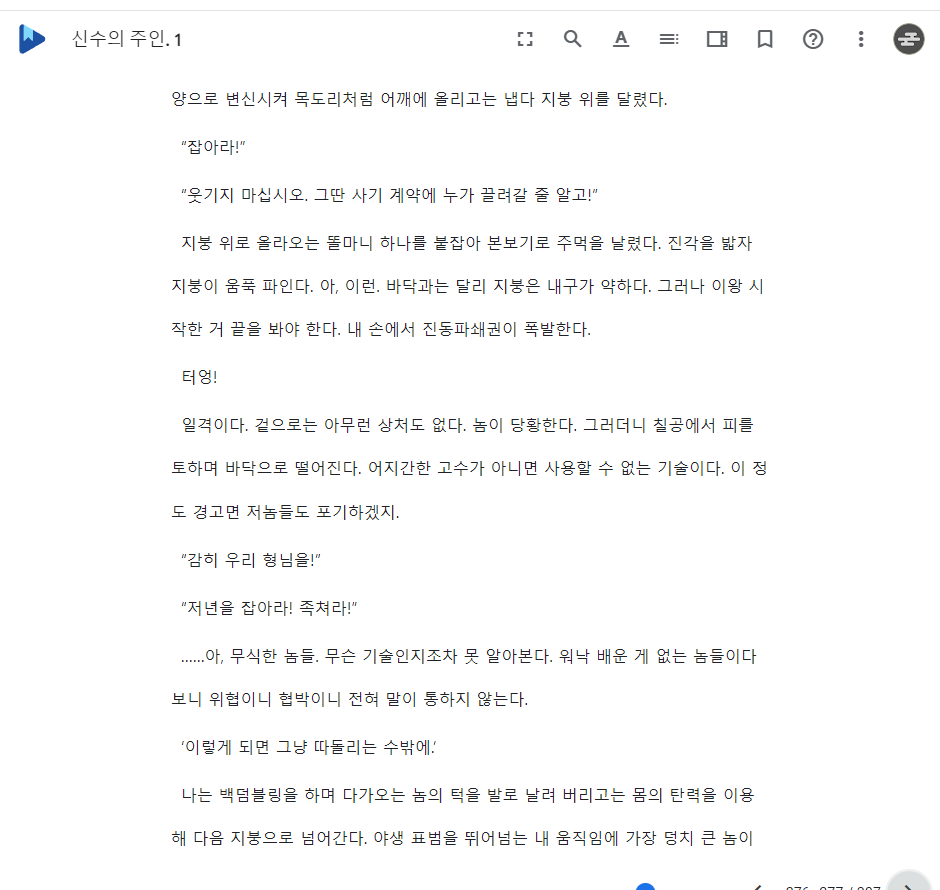 신수의 주인. 1
양으로 변신시켜 목도리처럼 어깨에 올리고는 냅다 지붕 위를 달렸다.
“잡아라!”
“웃기지 마십시오. 그딴 사기 계약에 누가 끌려갈 줄 알고!”
지붕 위로 올라오는 똘마니 하나를 붙잡아 본보기로 주먹을 날렸다. 진각을 밟자
지붕이 움푹 파인다. 아, 이런. 바닥과는 달리 지붕은 내구가 약하다. 그러나 이왕 시
작한 거 끝을 봐야 한다. 내 손에서 진동파쇄권이 폭발한다.
터엉!
일격이다. 겉으로는 아무런 상처도 없다. 놈이 당황한다. 그러더니 칠공에서 피를
토하며 바닥으로 떨어진다. 어지간한 고수가 아니면 사용할 수 없는 기술이다. 이 정
도 경고면 저놈들도 포기하겠지.
“감히 우리 형님을!”
“저년을 잡아라! 족쳐라!”
……아, 무식한 놈들. 무슨 기술인지조차 못 알아본다. 워낙 배운 게 없는 놈들이다
보니 위협이니 협박이니 전혀 말이 통하지 않는다.
‘이렇게 되면 그냥 따돌리는 수밖에.’
나는 백덤블링을 하며 다가오는 놈의 턱을 발로 날려 버리고는 몸의 탄력을 이용
해 다음 지붕으로 넘어간다. 야생 표범을 뛰어넘는 내 움직임에 가장 덩치 큰 놈이